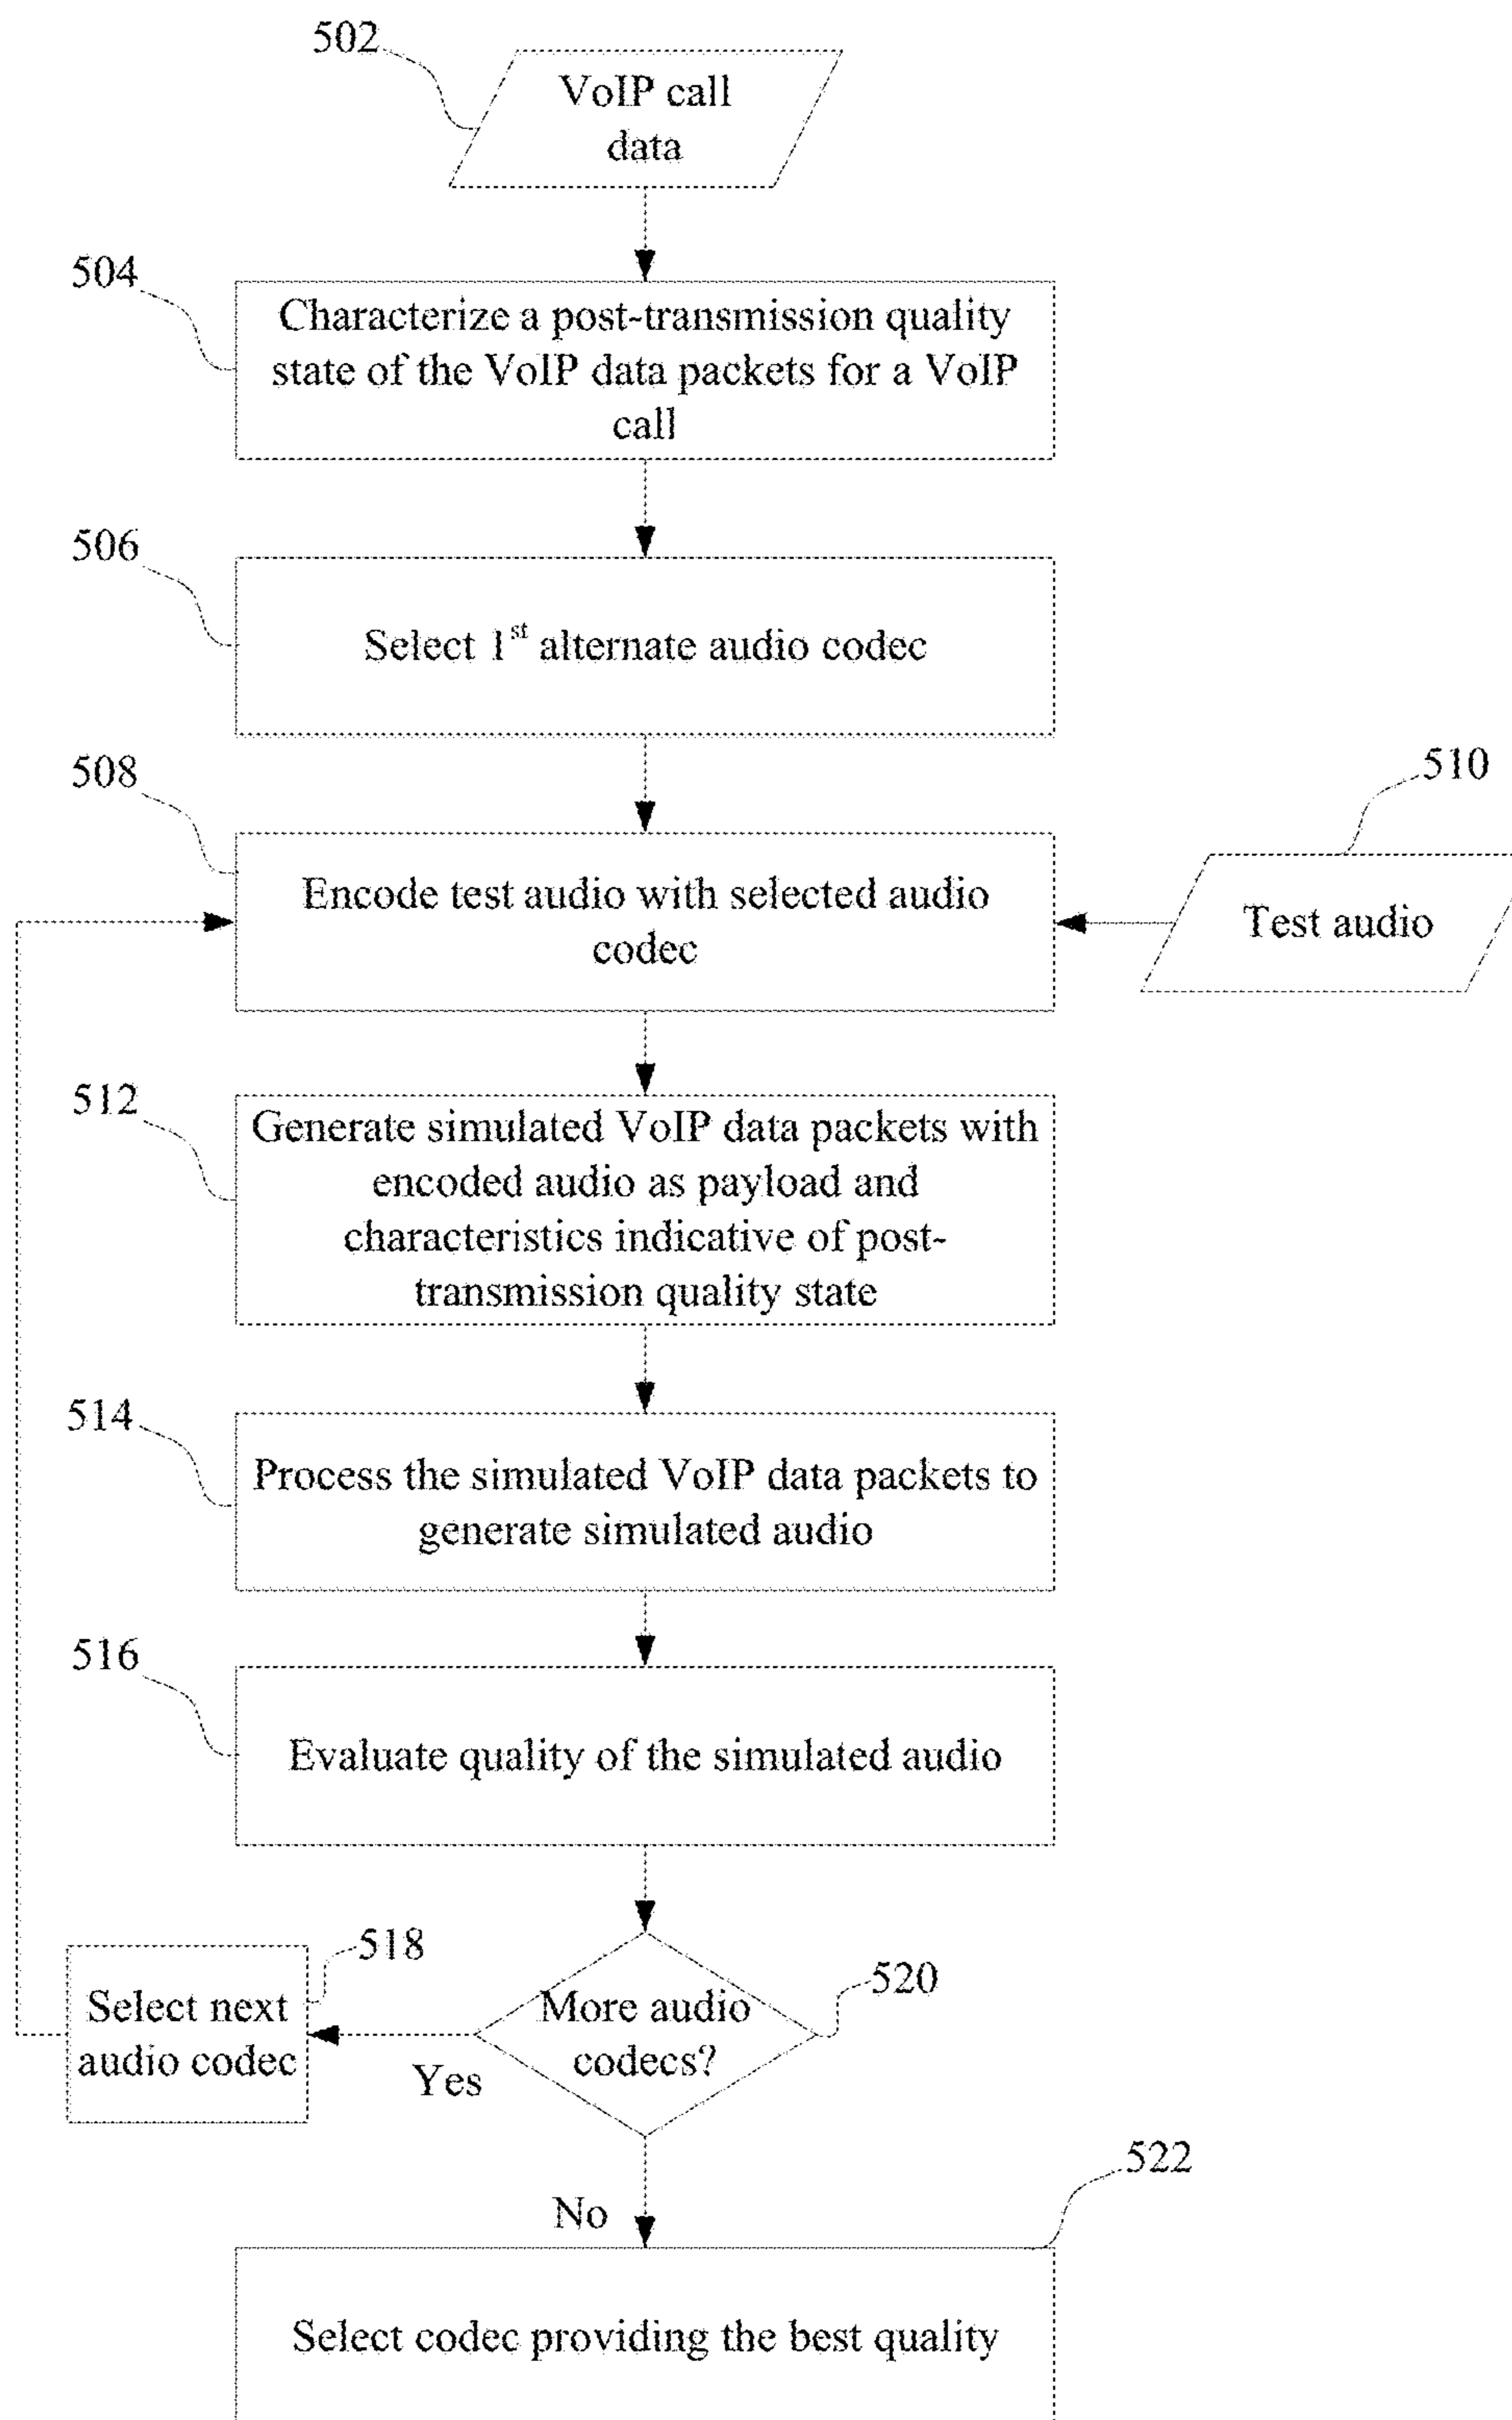 502
VoIP call
data
504
Characterize a post-transmission quality
state of the VoIP data packets for a VoIP
call
506
Select 1st alternate audio codec
508
510
Encode test audio with selected audio
codec
Test audio
512
Generate simulated VoIP data packets with
encoded audio as payload and
characteristics indicative of post-
transmission quality state
514
Process the simulated VoIP data packets to
generate simulated audio
516
Evaluate quality of the simulated audio
518
520
Select next
audio codec
More audio
codecs?
Yes
522
No
Select codec providing the best quality